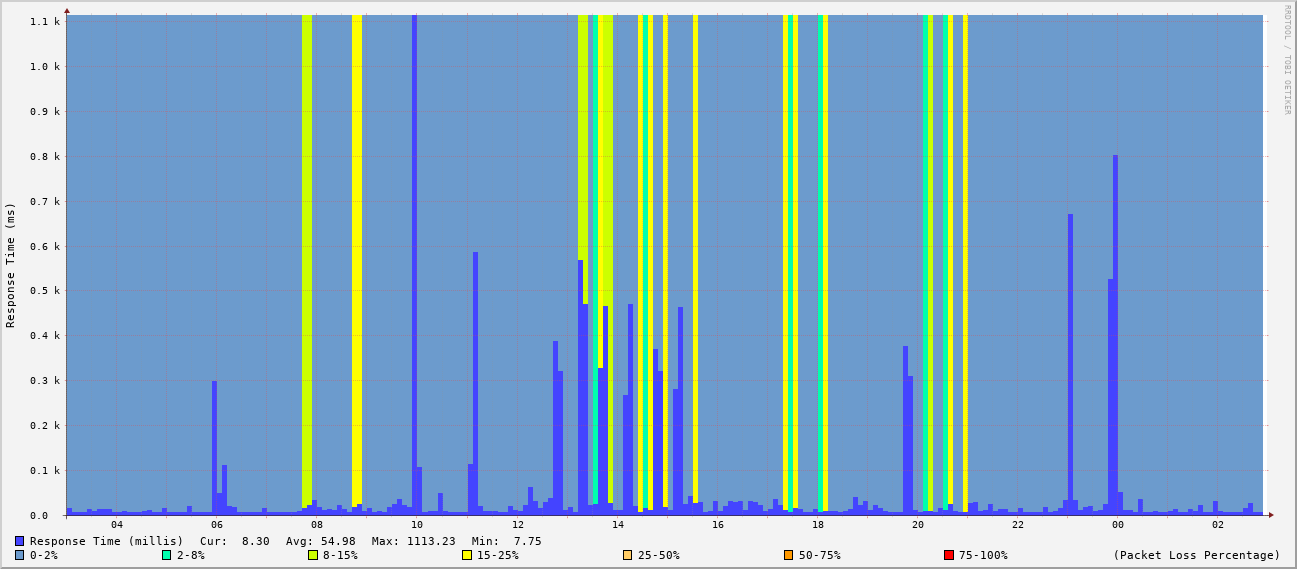 RRDTOOL / TOBI OETIKER
Response Time (ms)
1.1 k
1.0 k
0.9 k
0.8 k
0.7 k
0.6 k
0.5 k
0.4 k
0.3 k
0.2 k
0.1 k
0.0
04 06 08 10 12 14 16 18 20 22 00 02
Response Time (millis) Cur: 8.30 Avg: 54.98 Max: 1113.23 Min: 7.75
0-2% 2-8% 8-15% 15-25% 25-50% 50-75% 75-100% (Packet Loss Percentage)